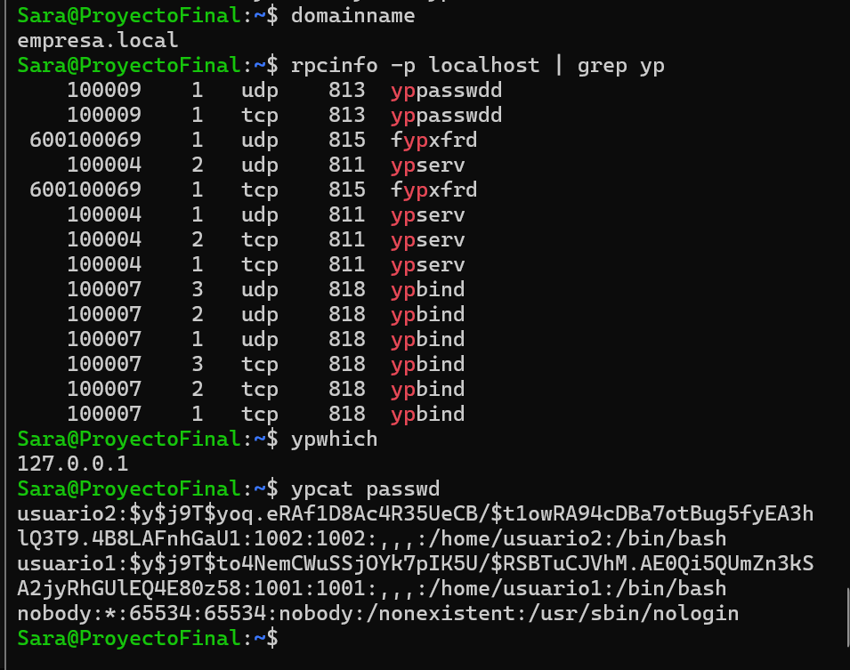 Sara@ProyectoFinal:~$ domainname
empresa.local
Sara@ProyectoFinal:~$ rpcinfo -p localhost | grep yp
100009 1 udp 813 yppasswdd
100009 1 tcp 813 yppasswdd
600100069 1 udp 815 fypxfrd
100004 2 udp 811 ypserv
600100069 1 tcp 815 fypxfrd
100004 1 udp 811 ypserv
100004 2 tcp 811 ypserv
100004 1 tcp 811 ypserv
100007 3 udp 818 ypbind
100007 2 udp 818 ypbind
100007 1 udp 818 ypbind
100007 3 tcp 818 ypbind
100007 2 tcp 818 ypbind
100007 1 tcp 818 ypbind
Sara@ProyectoFinal:~$ ypwhich
127.0.0.1
Sara@ProyectoFinal:~$ ypcat passwd
usuario2:$y$j9T$yoq.eRAf1D8Ac4R35UeCB/$t1owRA94cDBa7otBug5fyEA3h
lQ3T9.4B8LAFnhGaU1:1002:1002:,,,:/home/usuario2:/bin/bash
usuario1:$y$j9T$to4NemCWuSSjOYk7pIK5U/$RSBTuCJVhM.AE0Qi5QUmZn3kS
A2jyRhGUlEQ4E80z58:1001:1001:,,,:/home/usuario1:/bin/bash
nobody:*:65534:65534:nobody:/nonexistent:/usr/sbin/nologin
Sara@ProyectoFinal:~$